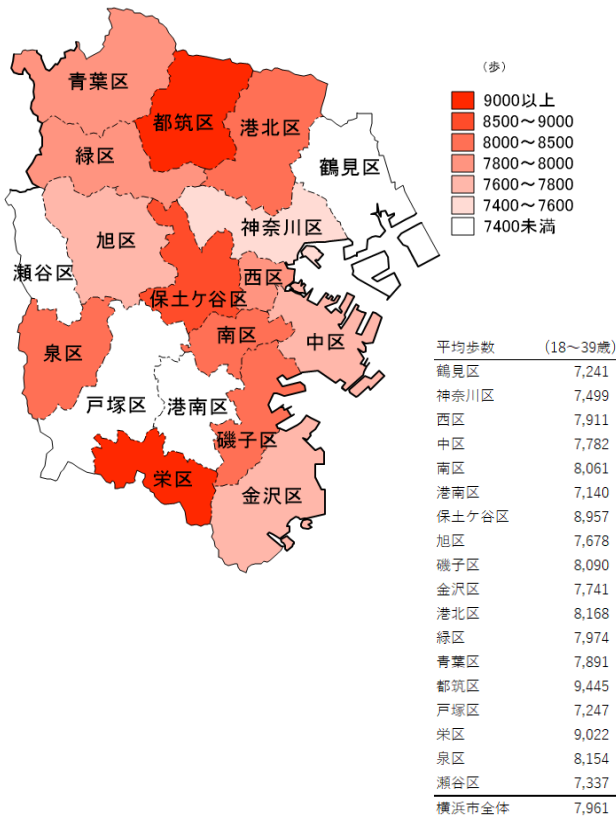 青葉区
都筑区
港北区
緑区
鶴見区
神奈川区
旭区
瀬谷区
西区
保土ケ谷区
南区
中区
泉区
戸塚区
港南区
磯子区
栄区
金沢区
(歩)
9000以上
8500～9000
8000～8500
7800～8000
7600～7800
7400～7600
7400未満
平均歩数 (18～39歳)
鶴見区 7,241
神奈川区 7,499
西区 7,911
中区 7,782
南区 8,061
港南区 7,140
保土ケ谷区 8,957
旭区 7,678
磯子区 8,090
金沢区 7,741
港北区 8,168
緑区 7,974
青葉区 7,891
都筑区 9,445
戸塚区 7,247
栄区 9,022
泉区 8,154
瀬谷区 7,337
横浜市全体 7,961